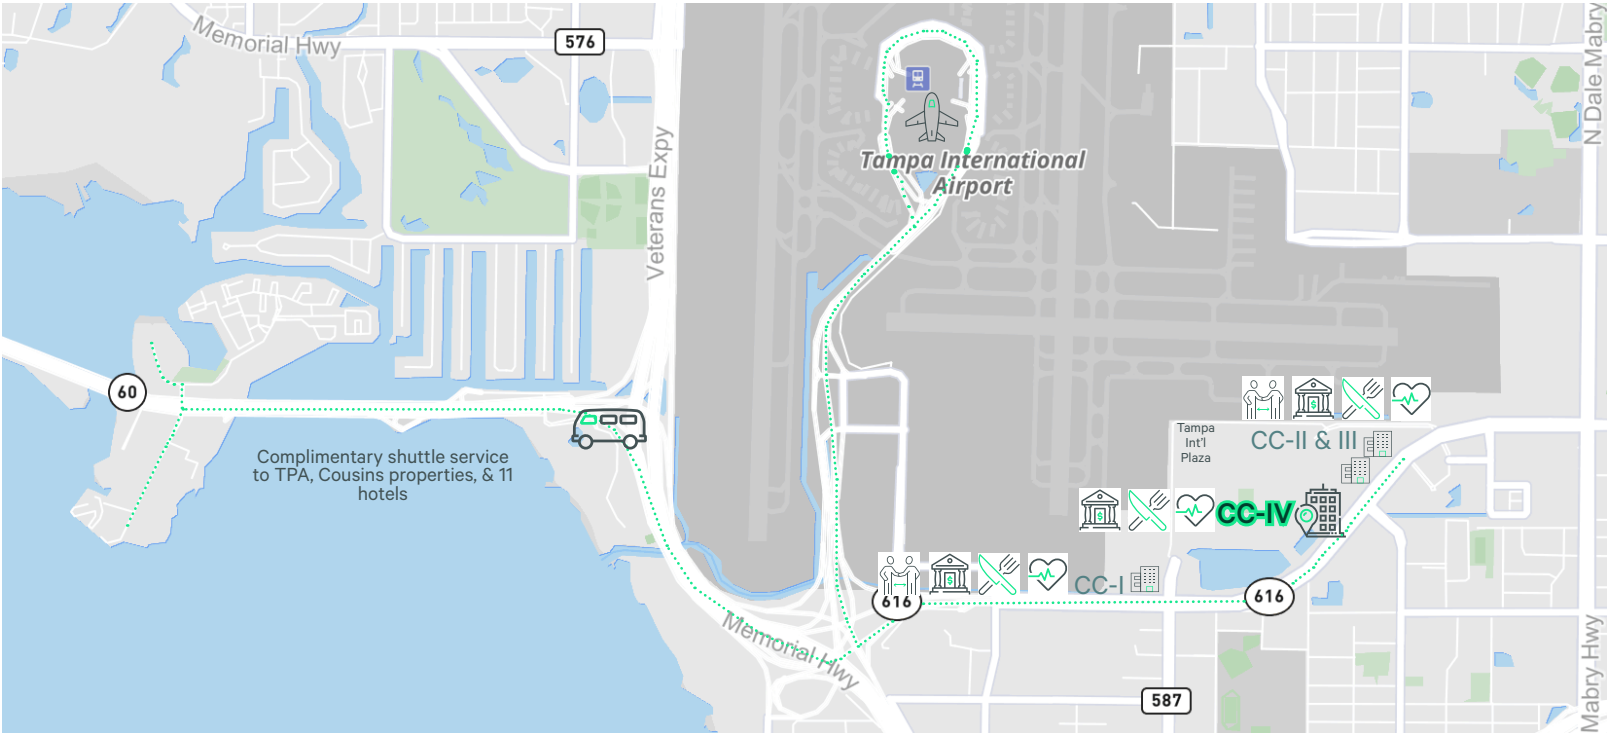 Memorial Hwy
576
N Dale Mabry
Veterans Expy
Tampa International
Airport
60
Complimentary shuttle service
to TPA, Cousins properties, & 11
hotels
Tampa
Int'l
Plaza
CC-II & III
$
$
CC-IV
$
CC-I
616
616
Memorial Hwy
587
Mabry Hwy